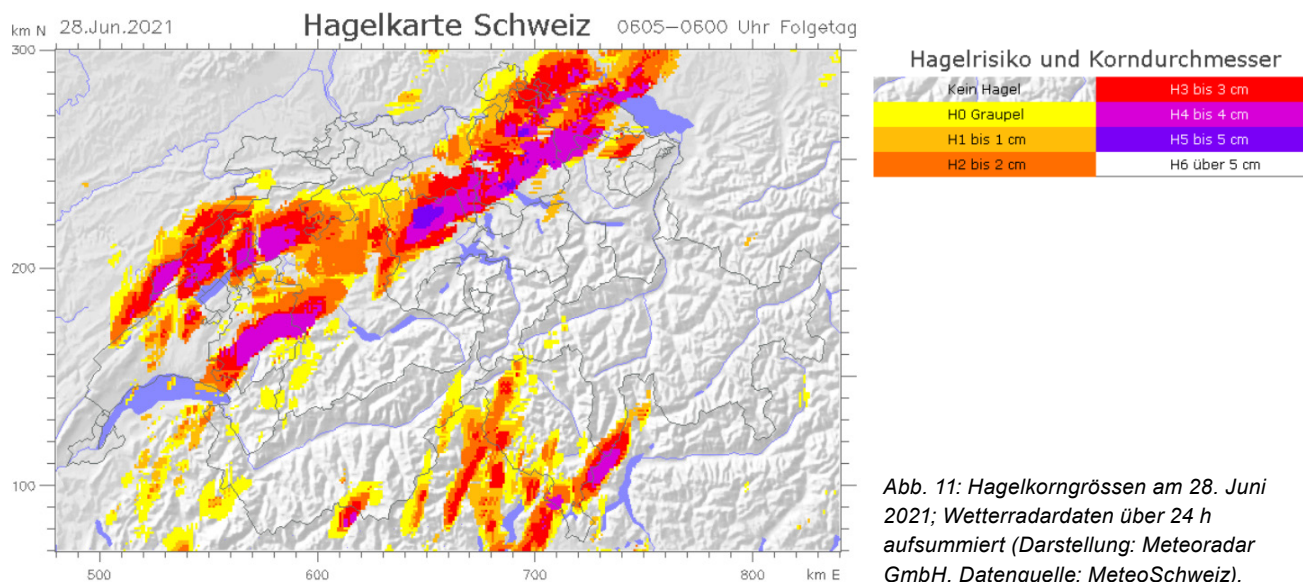 km N
28.Jun.2021
Hagelkarte Schweiz
0605–0600 Uhr Folgetag
300
200
100
500
600
700
800
km E
Hagelrisiko und Korndurchmesser
Kein Hagel
H3 bis 3 cm
H0 Graupel
H4 bis 4 cm
H1 bis 1 cm
H5 bis 5 cm
H2 bis 2 cm
H6 über 5 cm
Abb. 11: Hagelkorngrössen am 28. Juni
2021; Wetterradardaten über 24 h
aufsummiert (Darstellung: Meteoradar
GmbH, Datenquelle: MeteoSchweiz).